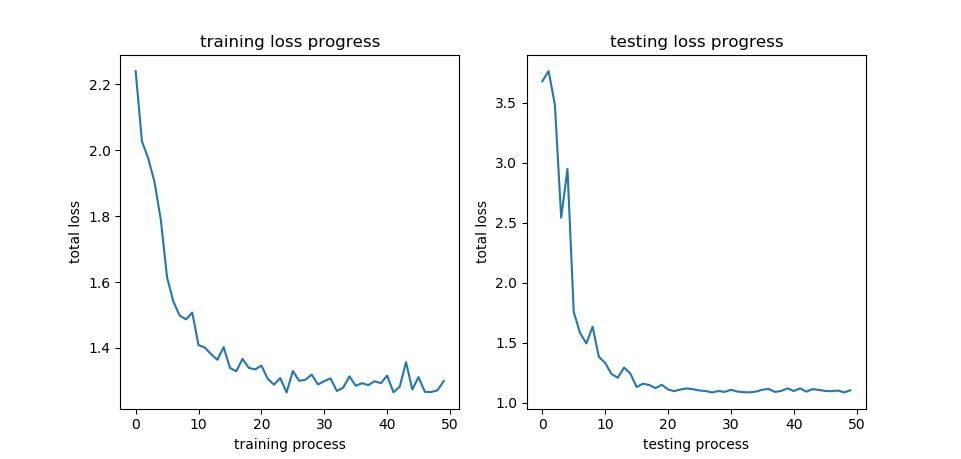 training loss progress
total loss
2.2
2.0
1.8
1.6
1.4
0 10 20 30 40 50
training process
testing loss progress
total loss
3.5
3.0
2.5
2.0
1.5
1.0
0 10 20 30 40 50
testing process